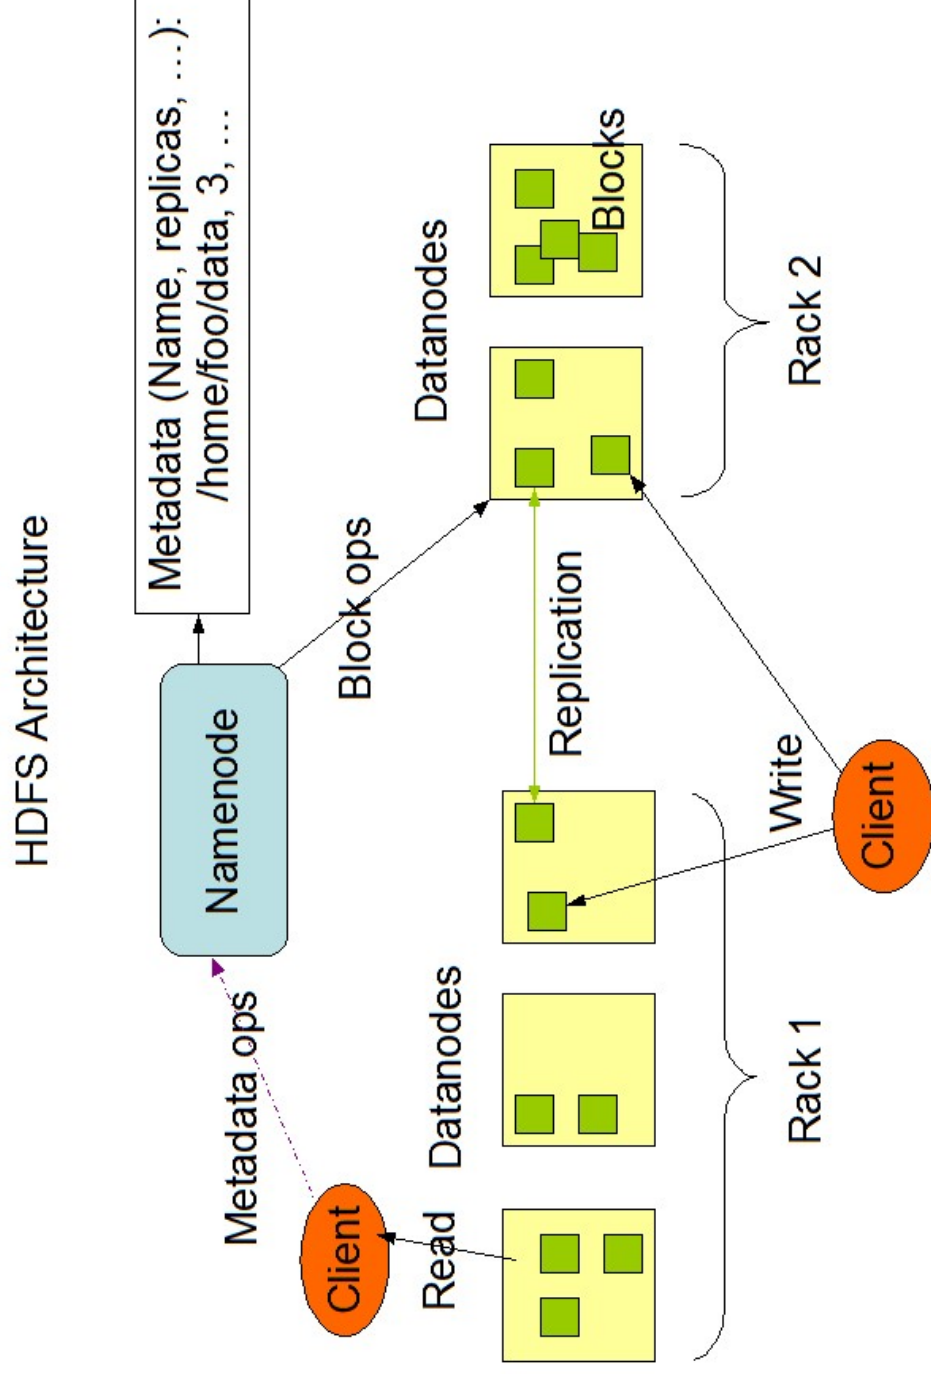 HDFS Architecture
Metadata (Name, replicas, …):
/home/foo/data, 3, …
Namenode
Metadata ops
Block ops
Client
Read
Datanodes
Datanodes
Replication
Blocks
Write
Rack 1
Rack 2
Client